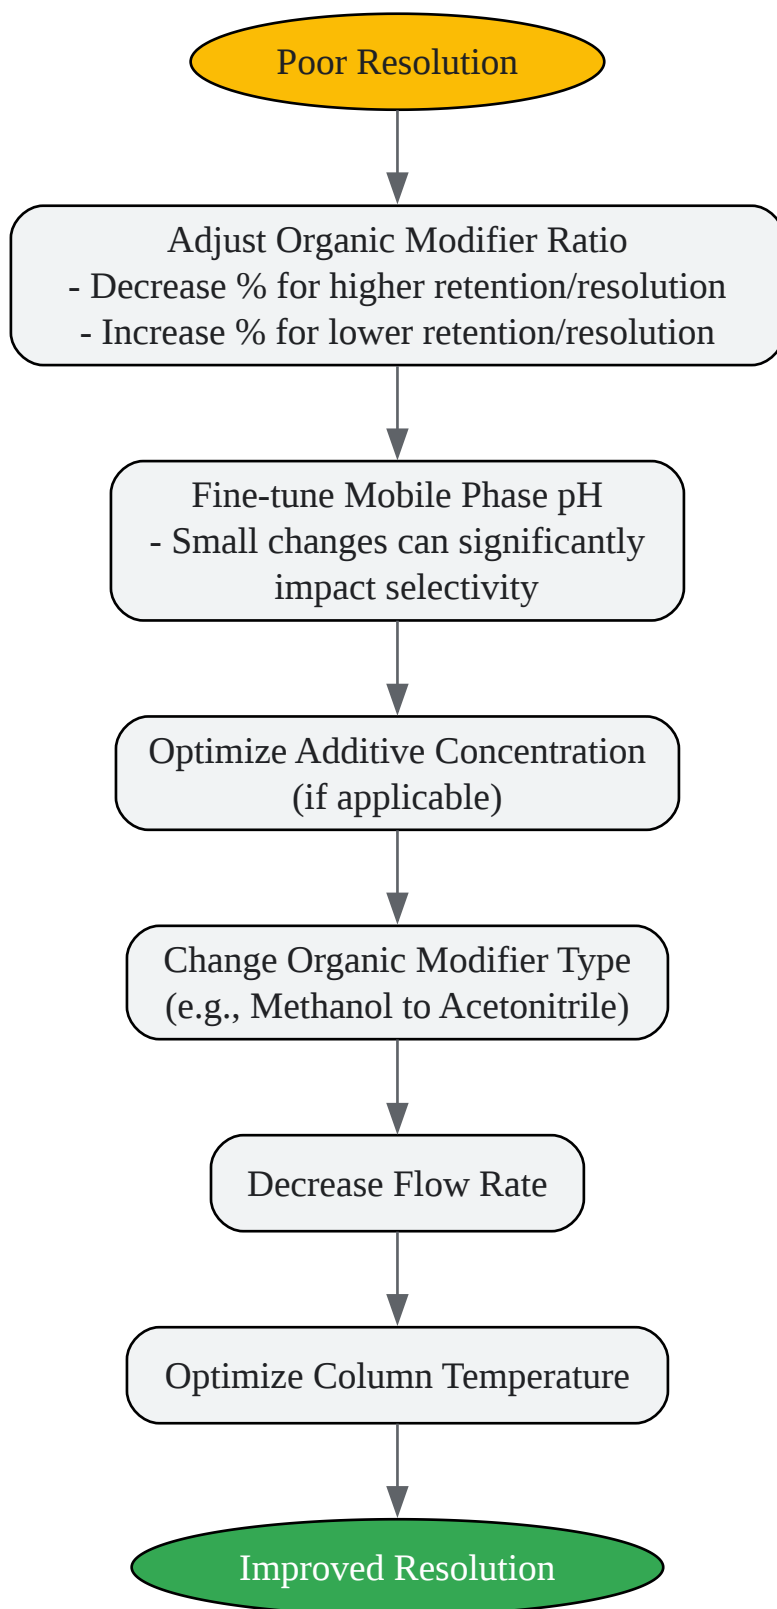 Poor Resolution
Adjust Organic Modifier Ratio
- Decrease % for higher retention/resolution
- Increase % for lower retention/resolution
Fine-tune Mobile Phase pH
- Small changes can significantly
impact selectivity
Optimize Additive Concentration
(if applicable)
Change Organic Modifier Type
(e.g., Methanol to Acetonitrile)
Decrease Flow Rate
Optimize Column Temperature
Improved Resolution